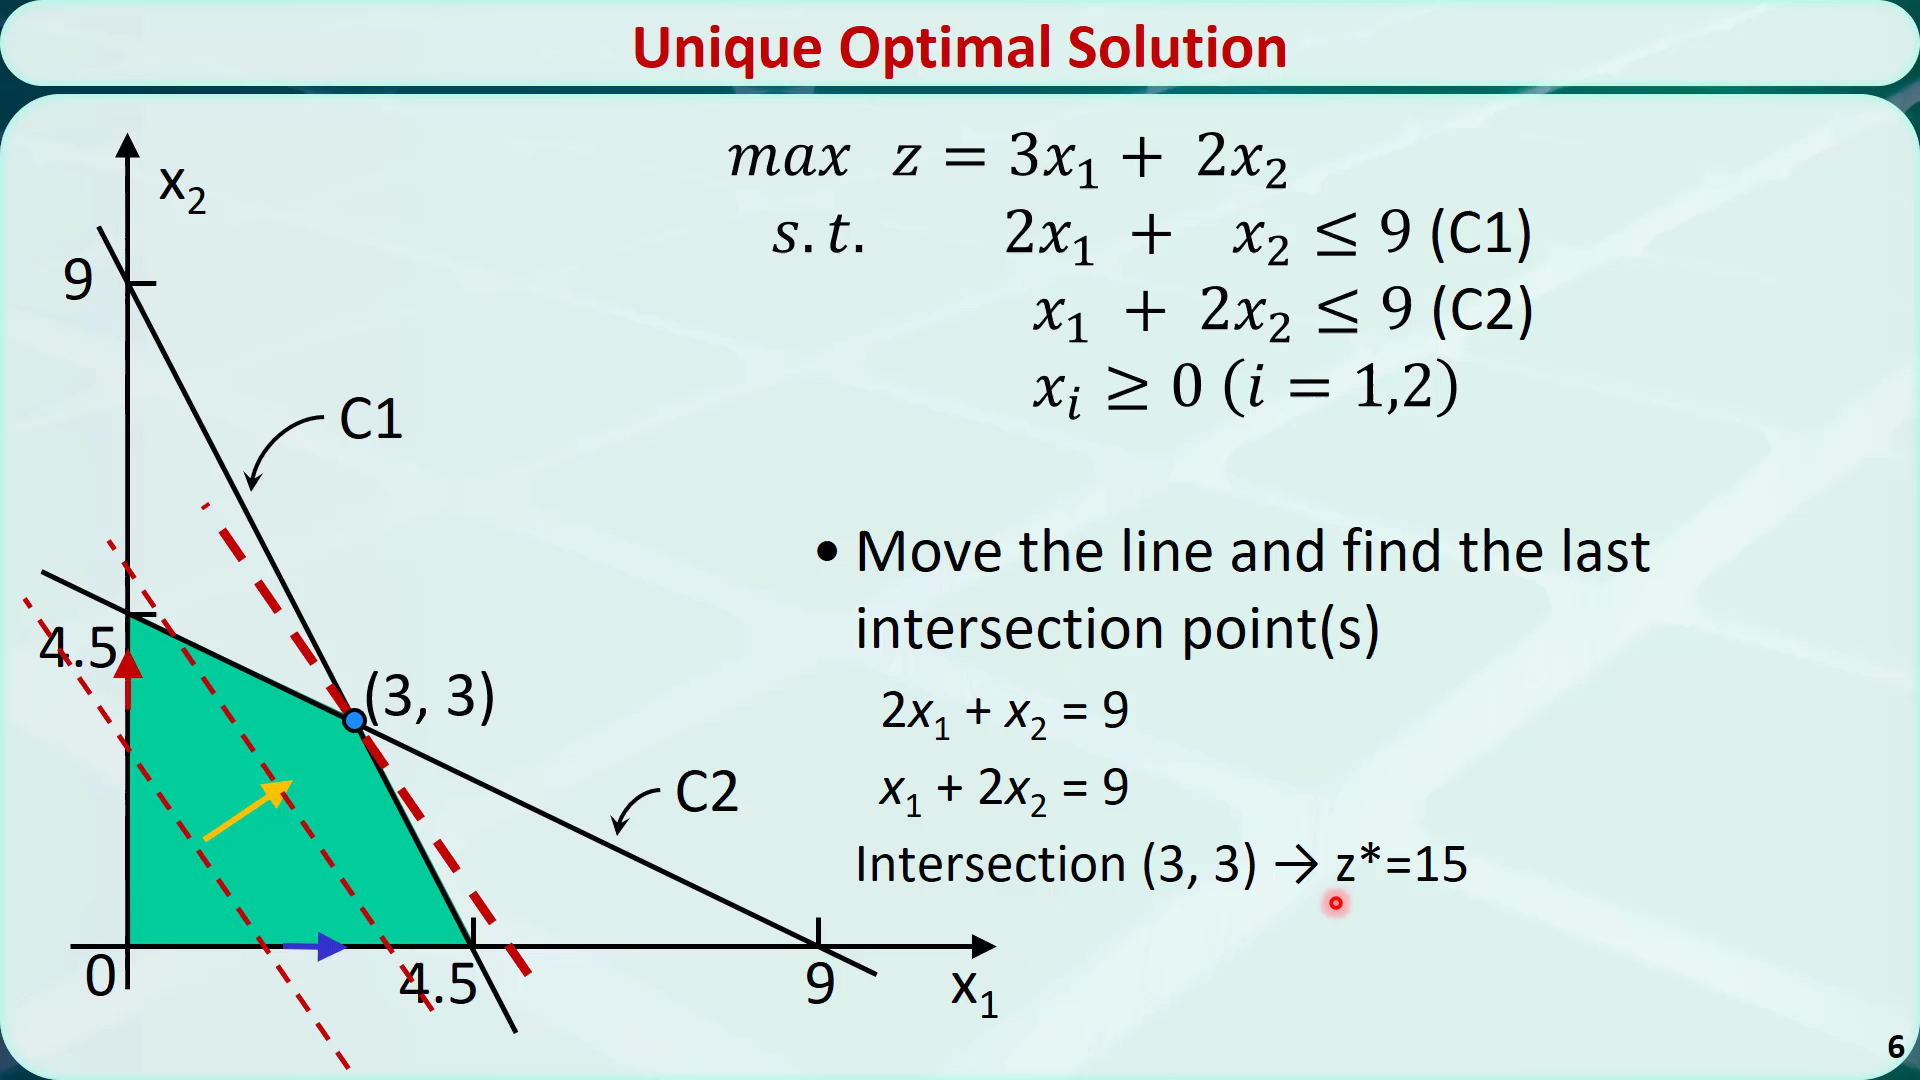 Unique Optimal Solution
max z = 3x₁ + 2x₂
s.t. 2x₁ + x₂ ≤ 9 (C1)
x₁ + 2x₂ ≤ 9 (C2)
xᵢ ≥ 0 (i = 1,2)
x₂
9
C1
4.5
(3, 3)
C2
0
4.5
9
x₁
• Move the line and find the last
intersection point(s)
2x₁ + x₂ = 9
x₁ + 2x₂ = 9
Intersection (3, 3) → z*=15
6